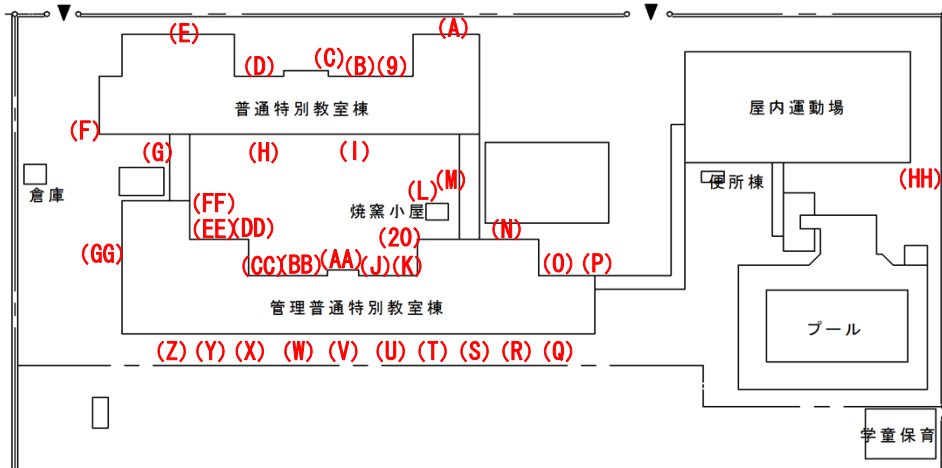 (A)
(E)
(C)
(D)
(B)(9)
普通特別教室棟
屋内運動場
(F)
(G)
(H)
(I)
(M)
(HH)
便所棟
倉庫
(L)
(FF)
焼窯小屋
(EE)(DD)
(20)
(N)
(GG)
(CC)(BB)(AA)(J)(K)
(O)(P)
管理普通特別教室棟
プール
(Z)(Y)(X)(W)(V)(U)(T)(S)(R)(Q)
学童保育